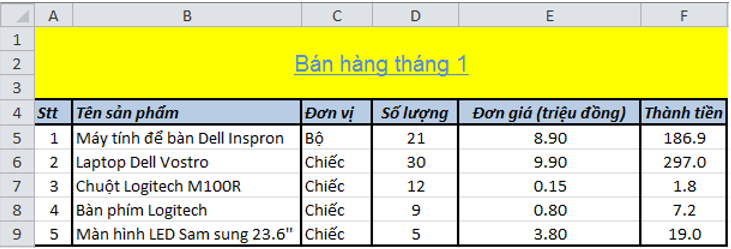 A B C D E F
1
2 Bán hàng tháng 1
3
4 Stt Tên sản phẩm Đơn vị Số lượng Đơn giá (triệu đồng) Thành tiền
5 1 Máy tính để bàn Dell Inspron Bộ 21 8.90 186.9
6 2 Laptop Dell Vostro Chiếc 30 9.90 297.0
7 3 Chuột Logitech M100R Chiếc 12 0.15 1.8
8 4 Bàn phím Logitech Chiếc 9 0.80 7.2
9 5 Màn hình LED Sam sung 23.6" Chiếc 5 3.80 19.0